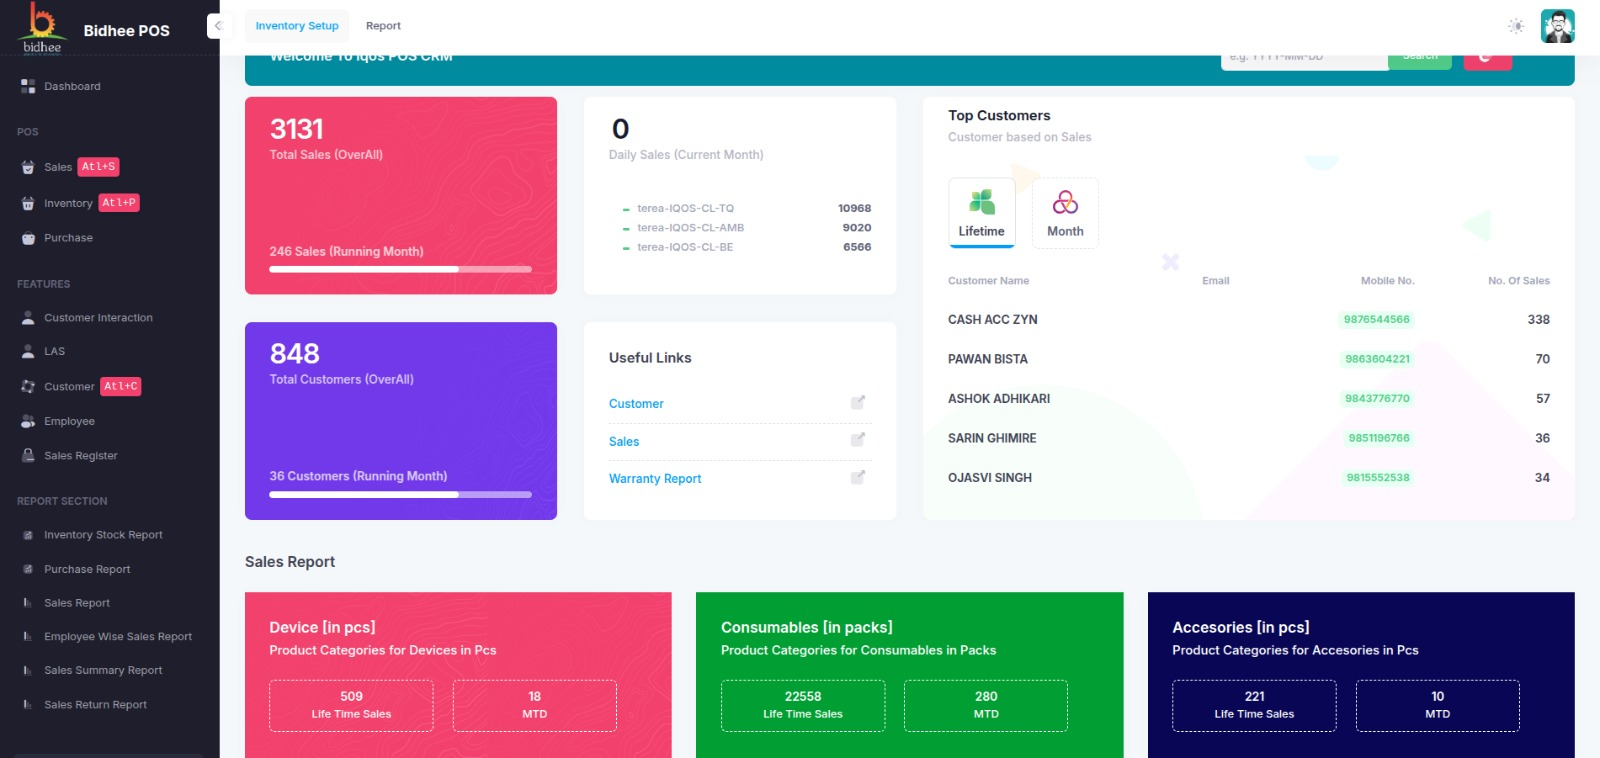 bidhee
Bidhee POS
Inventory Setup
Report
Welcome To Iqos POS CRM
e.g. YYYY-MM-DD
Search
Dashboard
POS
Sales Atl+S
Inventory Atl+P
Purchase
FEATURES
Customer Interaction
LAS
Customer Atl+C
Employee
Sales Register
REPORT SECTION
Inventory Stock Report
Purchase Report
Sales Report
Employee Wise Sales Report
Sales Summary Report
Sales Return Report
3131
Total Sales (OverAll)
246 Sales (Running Month)
0
Daily Sales (Current Month)
terea-IQOS-CL-TQ 10968
terea-IQOS-CL-AMB 9020
terea-IQOS-CL-BE 6566
848
Total Customers (OverAll)
36 Customers (Running Month)
Useful Links
Customer
Sales
Warranty Report
Top Customers
Customer based on Sales
Lifetime
Month
Customer Name Email Mobile No. No. Of Sales
CASH ACC ZYN 9876544566 338
PAWAN BISTA 9863604221 70
ASHOK ADHIKARI 9843776770 57
SARIN GHIMIRE 9851196766 36
OJASVI SINGH 9815552538 34
Sales Report
Device [in pcs]
Product Categories for Devices in Pcs
509
Life Time Sales
18
MTD
Consumables [in packs]
Product Categories for Consumables in Packs
22558
Life Time Sales
280
MTD
Accesories [in pcs]
Product Categories for Accesories in Pcs
221
Life Time Sales
10
MTD